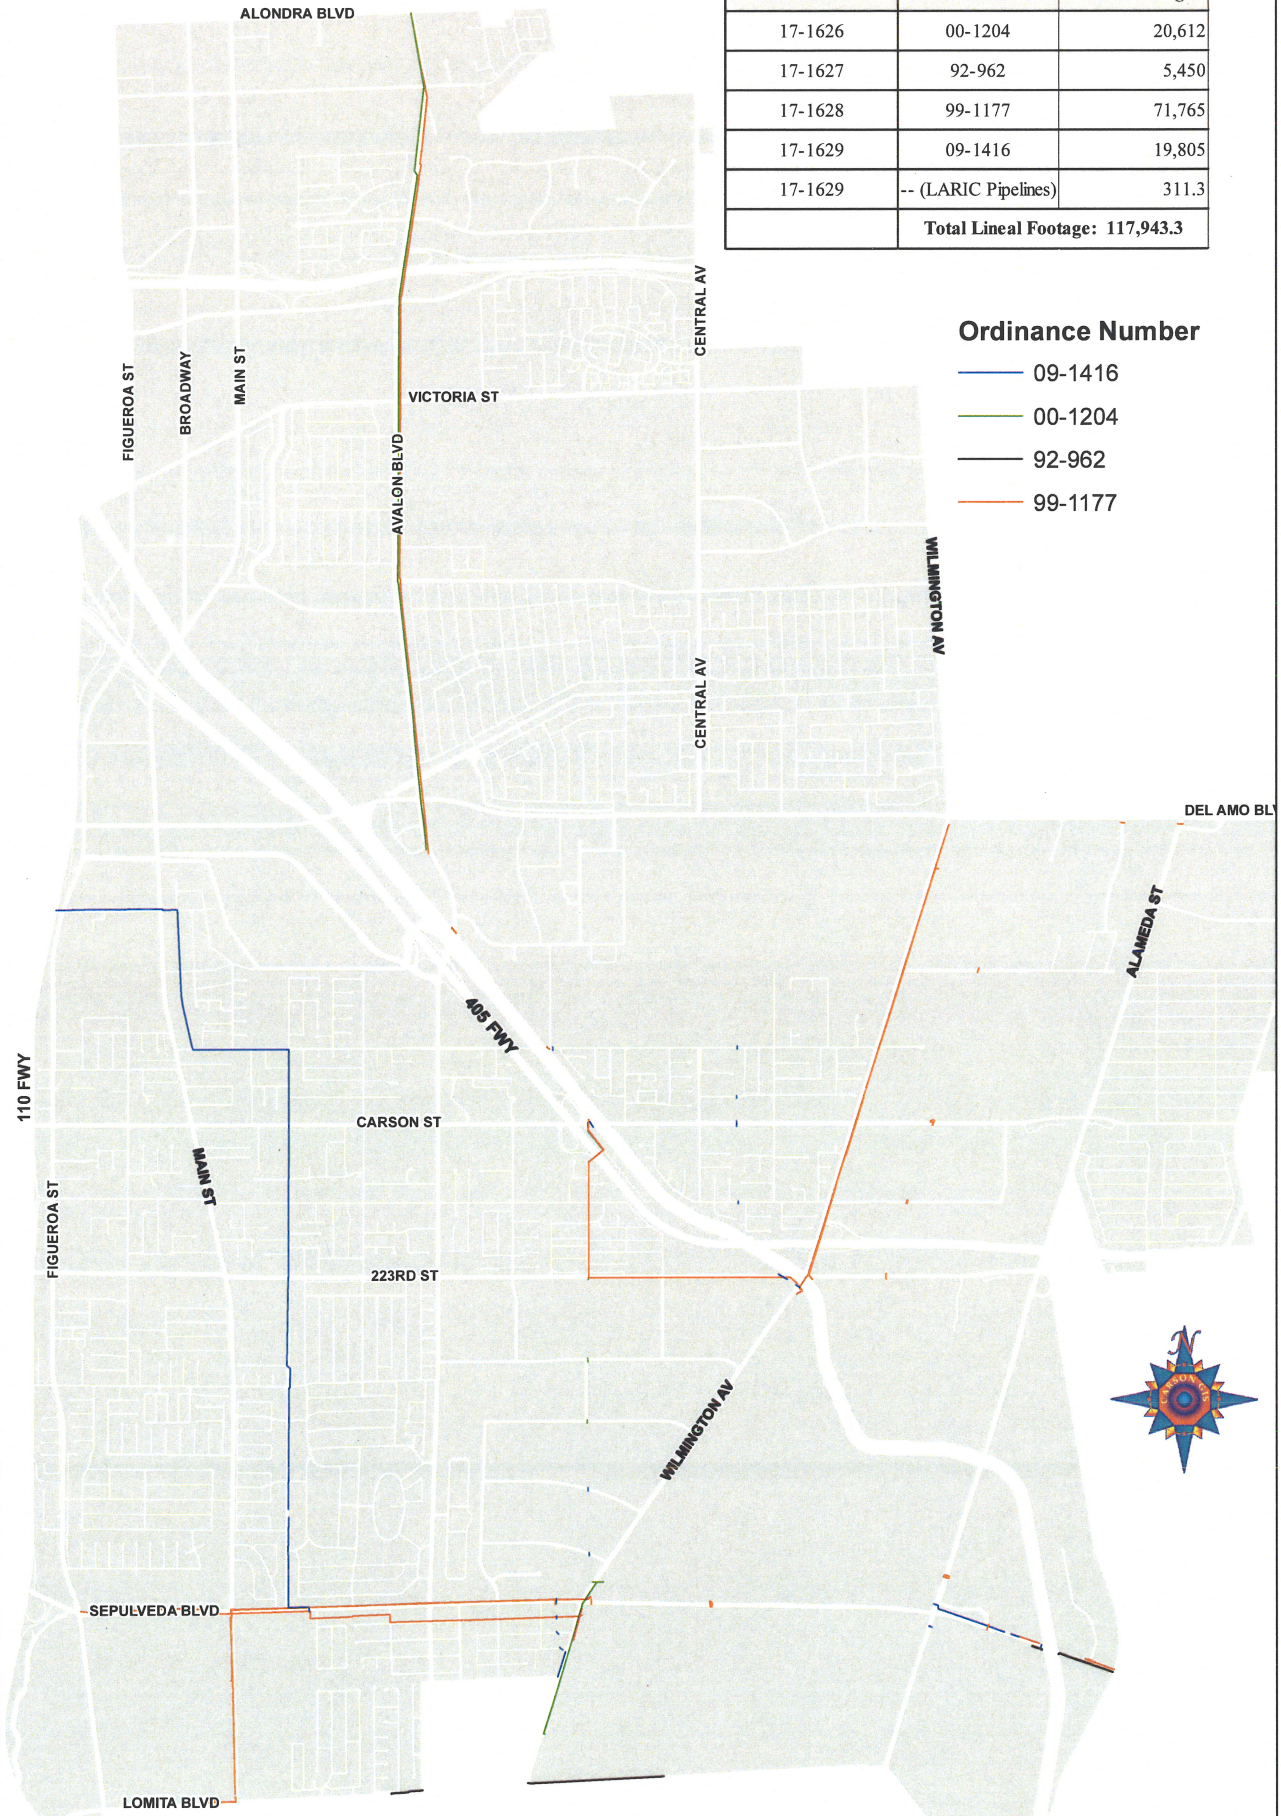 ALONDRA BLVD
17-1626 00-1204 20,612
17-1627 92-962 5,450
17-1628 99-1177 71,765
17-1629 09-1416 19,805
17-1629 -- (LARIC Pipelines) 311.3
Total Lineal Footage: 117,943.3
Ordinance Number
09-1416
00-1204
92-962
99-1177
FIGUEROA ST
BROADWAY
MAIN ST
CENTRAL AV
VICTORIA ST
AVALON BLVD
WILMINGTON AV
CENTRAL AV
DEL AMO BLV
ALAMEDA ST
405 FWY
110 FWY
CARSON ST
MAIN ST
FIGUEROA ST
223RD ST
N
CARSON GIS
WILMINGTON AV
SEPULVEDA BLVD
LOMITA BLVD